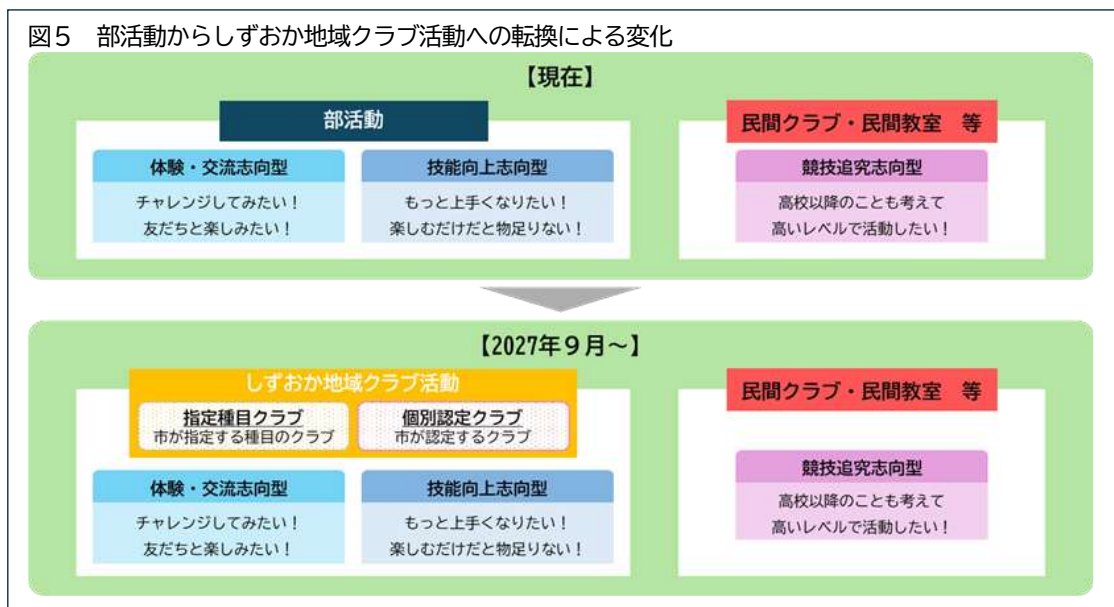 図5 部活動からしずおか地域クラブ活動への転換による変化
【現在】
部活動
体験・交流志向型
チャレンジしてみたい！
友だちと楽しみたい！
技能向上志向型
もっと上手くなりたい！
楽しむだけだと物足りない！
民間クラブ・民間教室 等
競技追究志向型
高校以降のことも考えて
高いレベルで活動したい！
【2027年９月～】
しずおか地域クラブ活動
指定種目クラブ
市が指定する種目のクラブ
個別認定クラブ
市が認定するクラブ
体験・交流志向型
チャレンジしてみたい！
友だちと楽しみたい！
技能向上志向型
もっと上手くなりたい！
楽しむだけだと物足りない！
民間クラブ・民間教室 等
競技追究志向型
高校以降のことも考えて
高いレベルで活動したい！